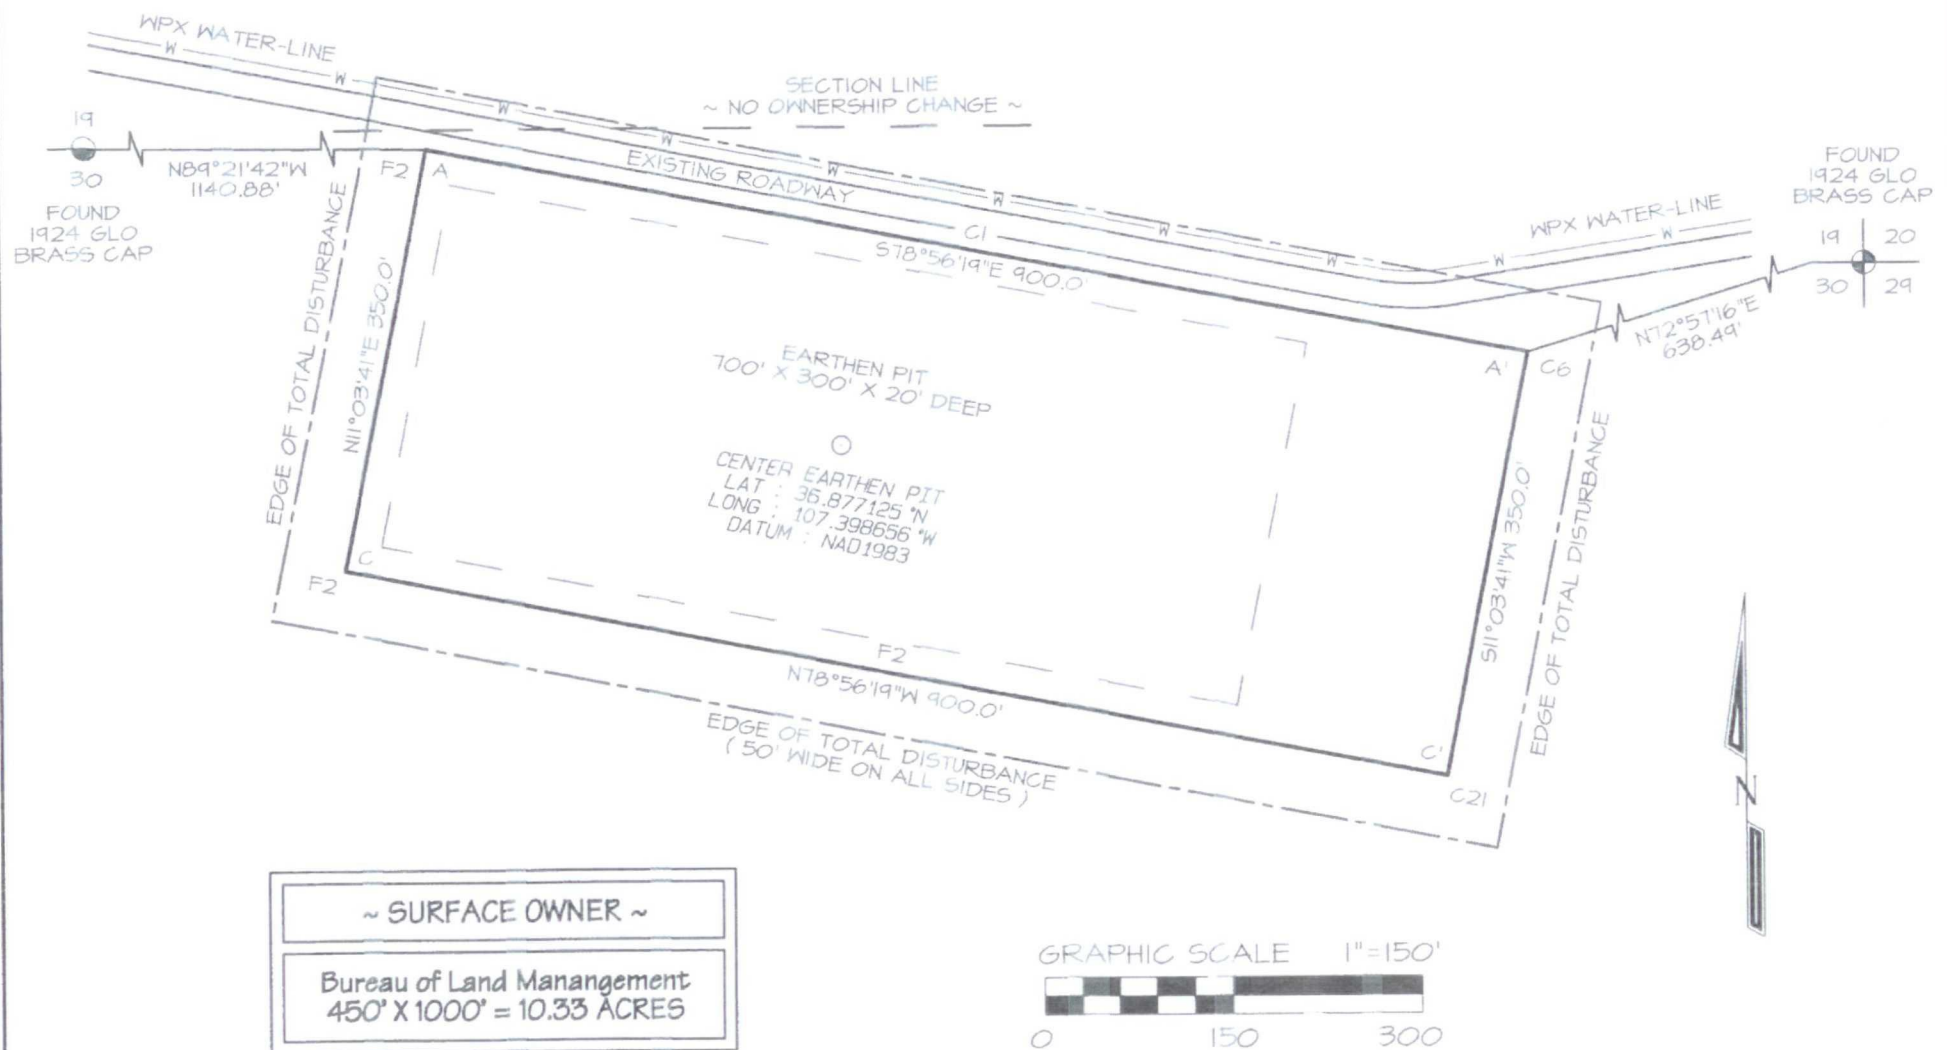 WPX WATER-LINE
W W W W W W W W W W W
SECTION LINE
~ NO OWNERSHIP CHANGE ~
19
30
N89°21'42"W
1140.88'
FOUND
1924 GLO
BRASS CAP
F2
A
EXISTING ROADWAY
C1
S78°56'19"E 900.0'
WPX WATER-LINE
FOUND
1924 GLO
BRASS CAP
19 20
30 29
N72°57'16"E
638.49'
A'
C6
EDGE OF TOTAL DISTURBANCE
N11°03'41"E 350.0'
EARTHEN PIT
700' X 300' X 20' DEEP
CENTER EARTHEN PIT
LAT : 36.877125 °N
LONG : 107.398656 °W
DATUM : NAD1983
S11°03'41"W 350.0'
EDGE OF TOTAL DISTURBANCE
C
F2
F2
N78°56'19"W 900.0'
EDGE OF TOTAL DISTURBANCE
( 50' WIDE ON ALL SIDES )
C'
C21
N
~ SURFACE OWNER ~
Bureau of Land Manangement
450' X 1000' = 10.33 ACRES
GRAPHIC SCALE 1"=150'
0 150 300